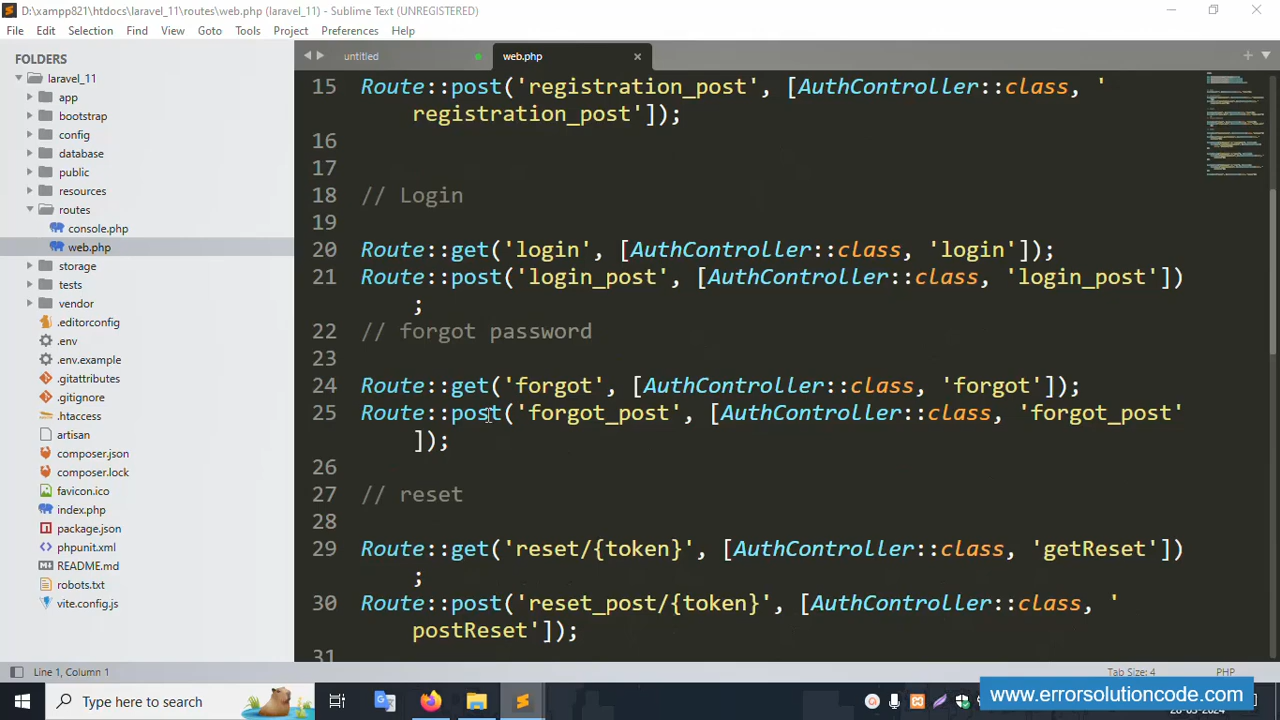 D:\xampp821\htdocs\laravel_11\routes\web.php (laravel_11) - Sublime Text (UNREGISTERED)
File Edit Selection Find View Goto Tools Project Preferences Help
FOLDERS
laravel_11
app
bootstrap
config
database
public
resources
routes
console.php
web.php
storage
tests
vendor
.editorconfig
.env
.env.example
.gitattributes
.gitignore
.htaccess
artisan
composer.json
composer.lock
favicon.ico
index.php
package.json
phpunit.xml
README.md
robots.txt
vite.config.js
untitled web.php
15 Route::post('registration_post', [AuthController::class, '
registration_post']);
16
17
18 // Login
19
20 Route::get('login', [AuthController::class, 'login']);
21 Route::post('login_post', [AuthController::class, 'login_post'])
;
22 // forgot password
23
24 Route::get('forgot', [AuthController::class, 'forgot']);
25 Route::post('forgot_post', [AuthController::class, 'forgot_post'
]);
26
27 // reset
28
29 Route::get('reset/{token}', [AuthController::class, 'getReset'])
;
30 Route::post('reset_post/{token}', [AuthController::class, '
postReset']);
31
Line 1, Column 1 Tab Size: 4 PHP
Type here to search
www.errorsolutioncode.com